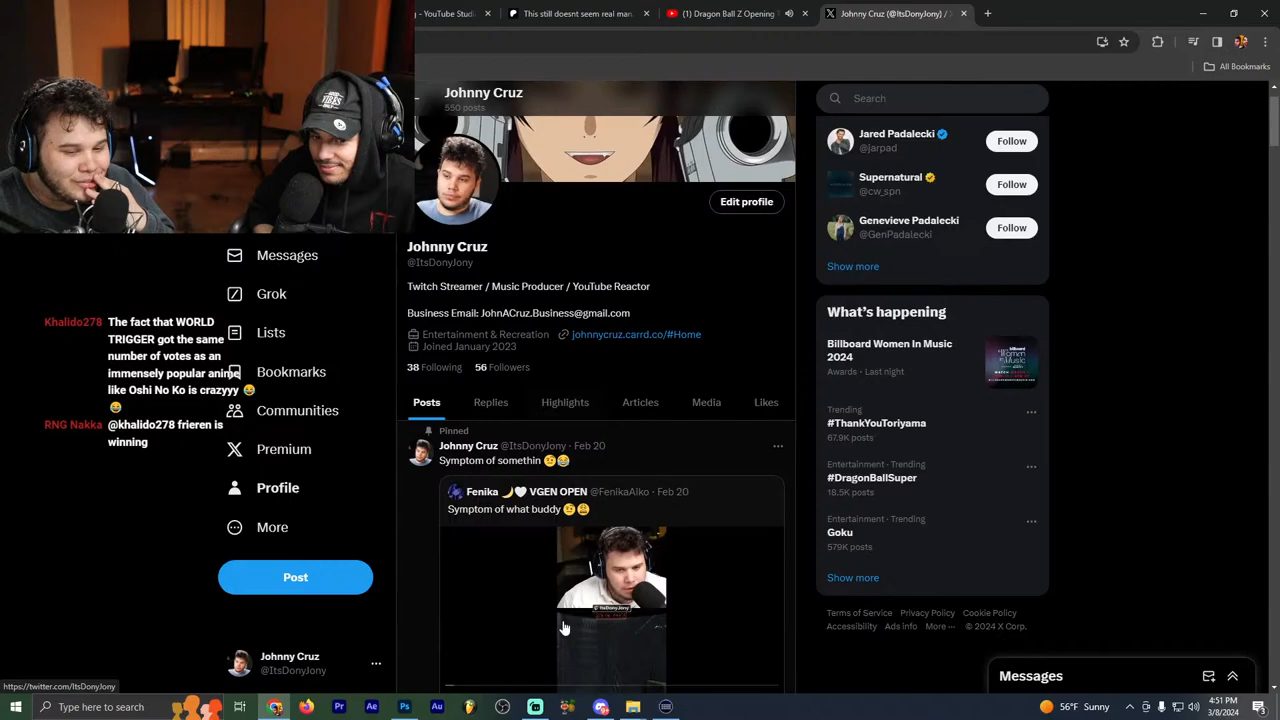 g - YouTube Studi
This still doesnt seem real man.
(1) Dragon Ball Z Opening
Johnny Cruz (@ItsDonyJony) / X
All Bookmarks
GOOD
VIBES
ONLY
Johnny Cruz
550 posts
Edit profile
Johnny Cruz
@ItsDonyJony
Twitch Streamer / Music Producer / YouTube Reactor
Business Email: JohnACruz.Business@gmail.com
Entertainment & Recreation
johnnycruz.carrd.co/#Home
Joined January 2023
38 Following
56 Followers
Posts
Replies
Highlights
Articles
Media
Likes
Pinned
Johnny Cruz @ItsDonyJony · Feb 20
Symptom of somethin 🤨😂
Fenika 🌙🤍 VGEN OPEN @FenikaAiko · Feb 20
Symptom of what buddy 🤨😩
ItsDonyJony
Messages
Grok
Lists
Bookmarks
Communities
Premium
Profile
More
Post
Johnny Cruz
@ItsDonyJony
Khalido278 The fact that WORLD
TRIGGER got the same
number of votes as an
immensely popular anime
like Oshi No Ko is crazyyy 😂
😂
RNG Nakka @khalido278 frieren is
winning
Search
Jared Padalecki
@jarpad
Follow
Supernatural
@cw_spn
Follow
Genevieve Padalecki
@GenPadalecki
Follow
Show more
What's happening
Billboard Women In Music
2024
Awards · Last night
Trending
#ThankYouToriyama
67.9K posts
Entertainment · Trending
#DragonBallSuper
18.5K posts
Entertainment · Trending
Goku
579K posts
Show more
Terms of Service Privacy Policy Cookie Policy
Accessibility Ads info More ··· © 2024 X Corp.
Messages
https://twitter.com/ItsDonyJony
Type here to search
Pr
Ae
Ps
Au
56°F Sunny
4:51 PM
3/8/2024